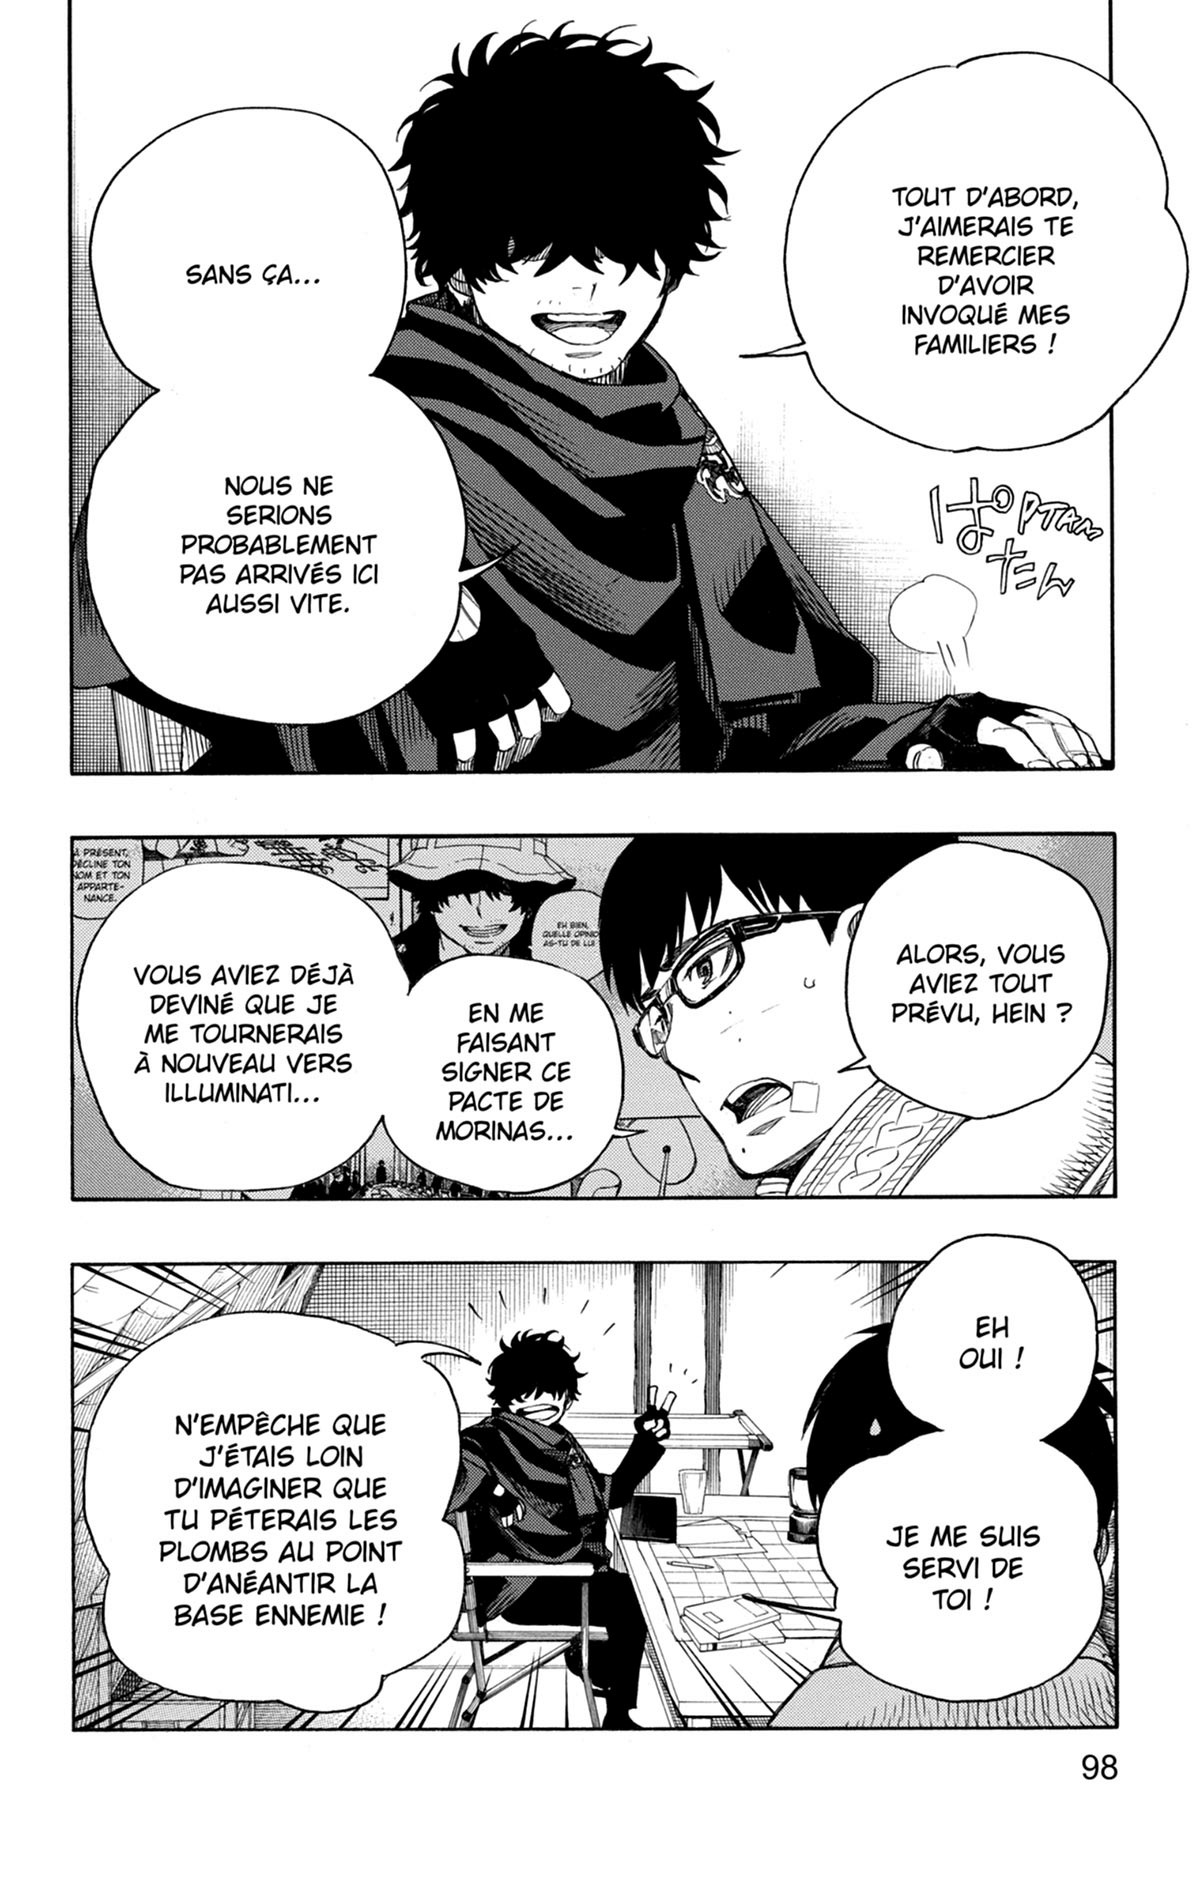 TOUT D'ABORD,
J'AIMERAIS TE
REMERCIER
D'AVOIR
INVOQUÉ MES
FAMILIERS !
SANS ÇA...
NOUS NE
SERIONS
PROBABLEMENT
PAS ARRIVÉS ICI
AUSSI VITE.
ぱ
たん
PTAM
ALORS, VOUS
AVIEZ TOUT
PRÉVU, HEIN ?
EH BIEN,
QUELLE OPINIO
AS-TU DE LUI
EN ME
FAISANT
SIGNER CE
PACTE DE
MORINAS...
À PRÉSENT,
DÉCLINE TON
NOM ET TON
APPARTE-
NANCE.
VOUS AVIEZ DÉJÀ
DEVINÉ QUE JE
ME TOURNERAIS
À NOUVEAU VERS
ILLUMINATI...
EH
OUI !
JE ME SUIS
SERVI DE
TOI !
N'EMPÊCHE QUE
J'ÉTAIS LOIN
D'IMAGINER QUE
TU PÉTERAIS LES
PLOMBS AU POINT
D'ANÉANTIR LA
BASE ENNEMIE !
98